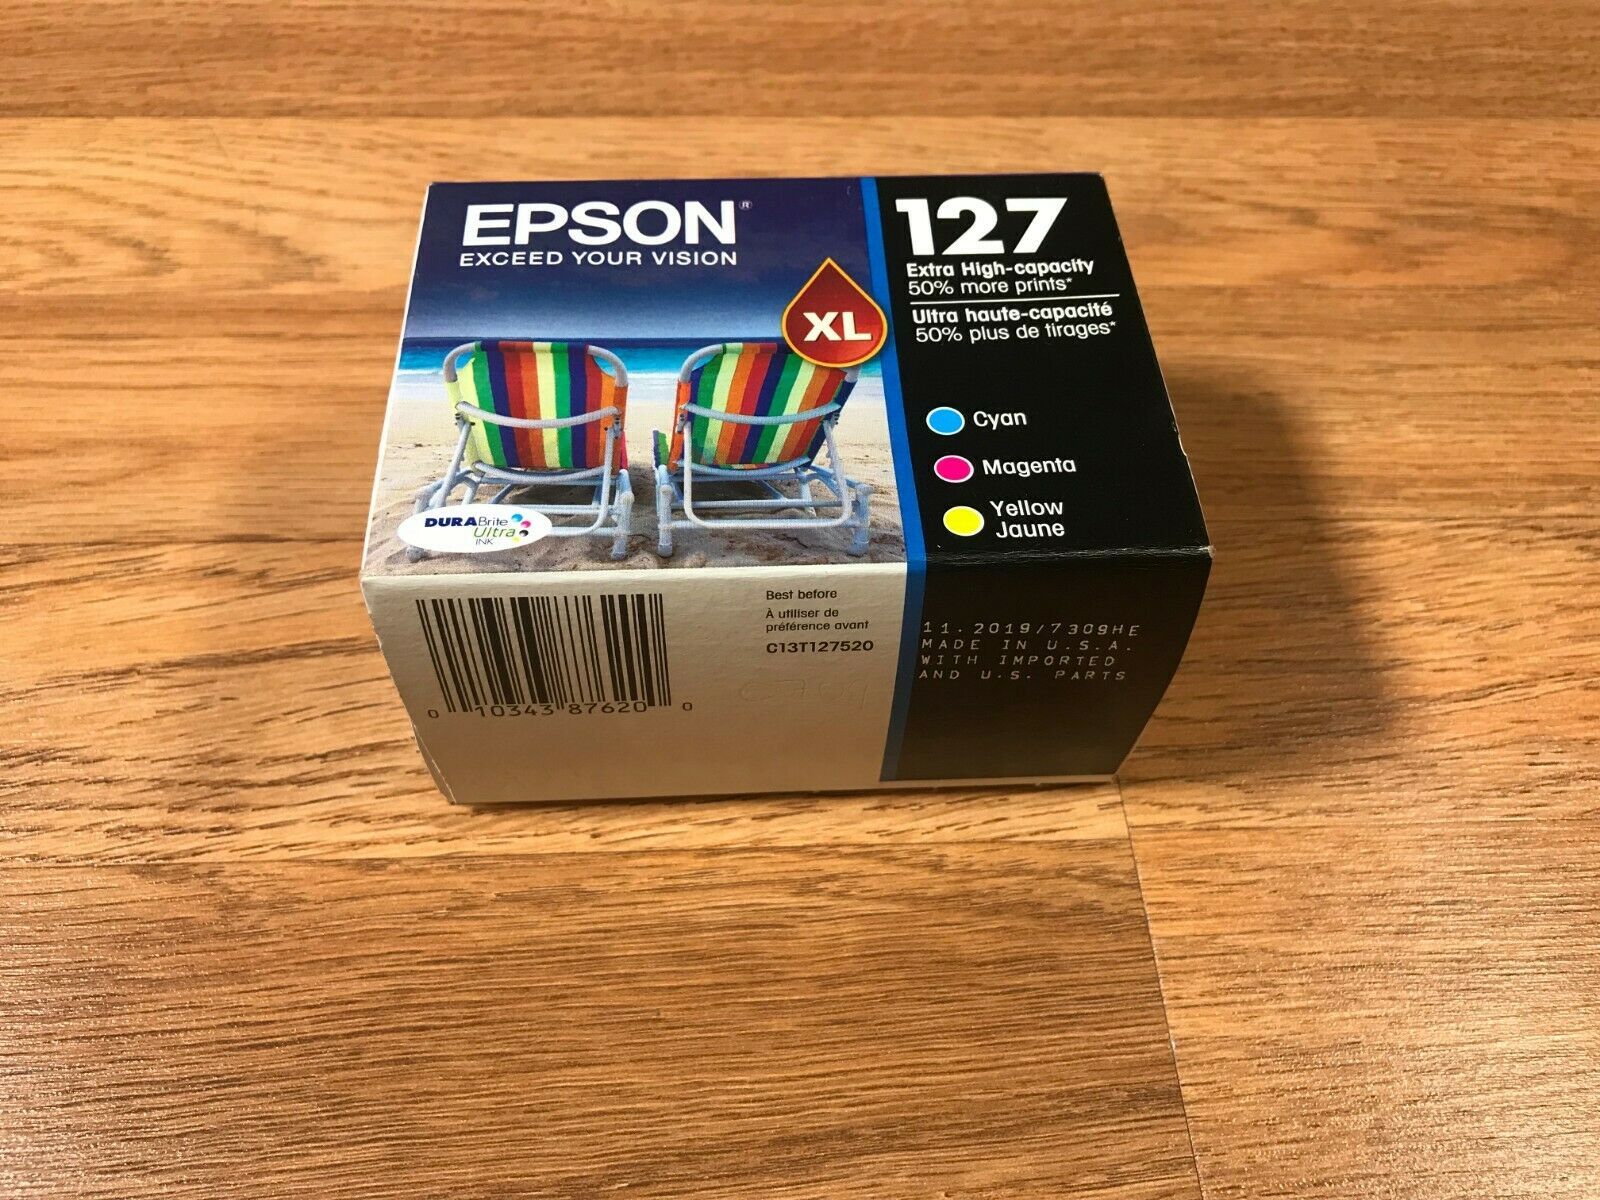 EPSON®
EXCEED YOUR VISION
XL
DURABrite
Ultra
INK
127
Extra High-capacity
50% more prints*
Ultra haute-capacité
50% plus de tirages*
Cyan
Magenta
Yellow
Jaune
0 10343 87620 0
Best before
À utiliser de
préférence avant
C13T127520
11.2019/7309HE
MADE IN U.S.A.
WITH IMPORTED
AND U.S. PARTS